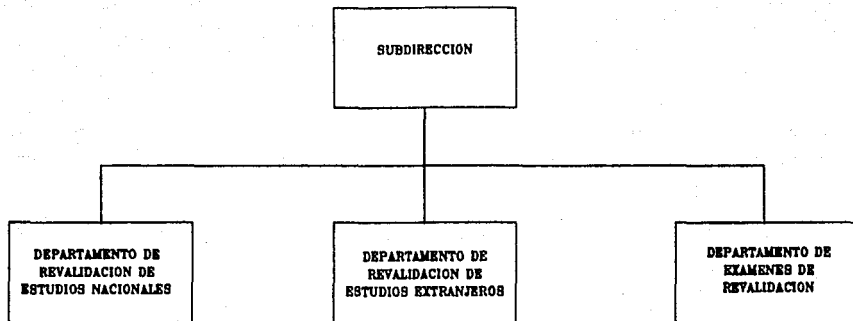 SUBDIRECCION
DEPARTAMENTO DE
REVALIDACION DE
ESTUDIOS NACIONALES
DEPARTAMENTO DE
REVALIDACION DE
ESTUDIOS EXTRANJEROS
DEPARTAMENTO DE
EXAMENES DE
REVALIDACION